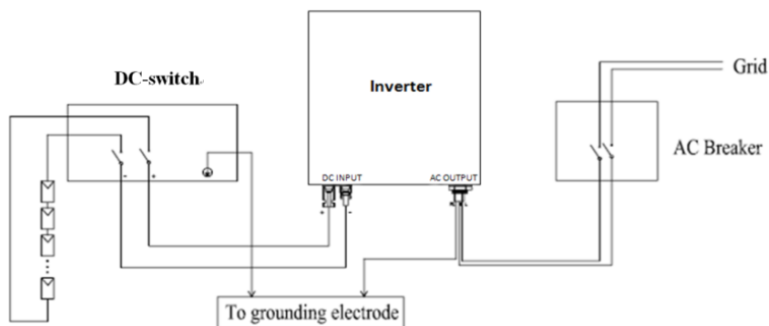 DC-switch
Inverter
Grid
AC Breaker
DC INPUT
AC OUTPUT
- +
+ -
To grounding electrode